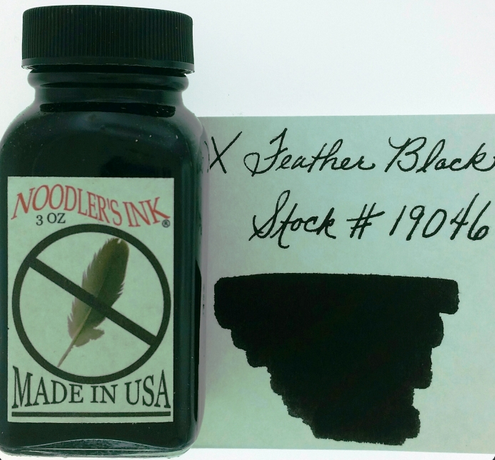 NOODLER'S INK®
3 OZ
MADE IN USA
X Feather Black
Stock # 19046